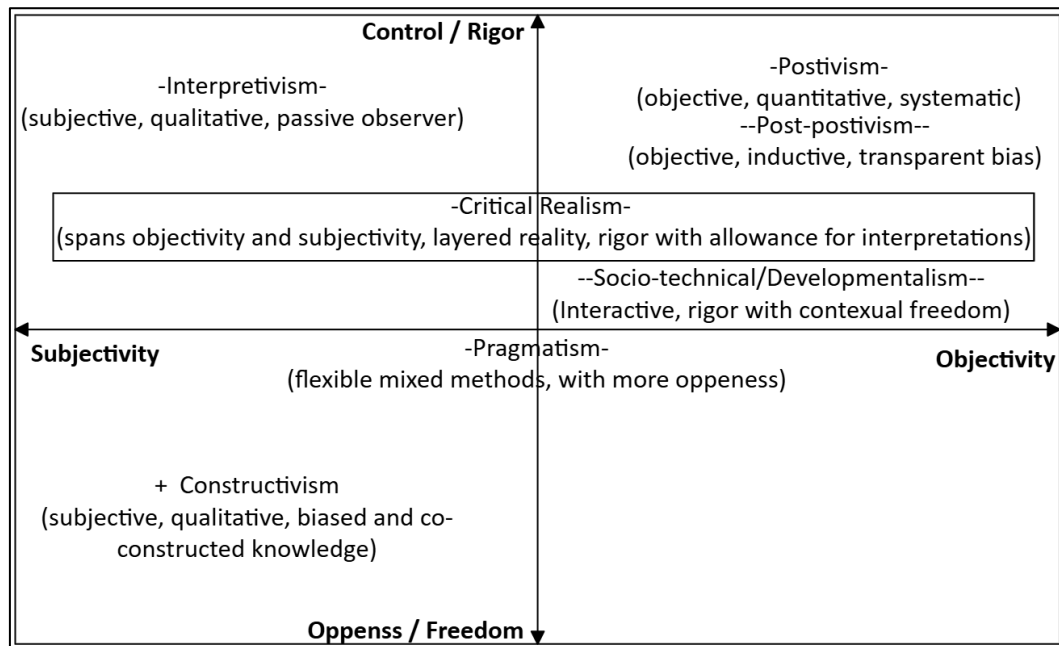 Control / Rigor
-Interpretivism-
(subjective, qualitative, passive observer)
-Postivism-
(objective, quantitative, systematic)
--Post-postivism--
(objective, inductive, transparent bias)
-Critical Realism-
(spans objectivity and subjectivity, layered reality, rigor with allowance for interpretations)
--Socio-technical/Developmentalism--
(Interactive, rigor with contexual freedom)
Subjectivity
Objectivity
-Pragmatism-
(flexible mixed methods, with more oppeness)
+ Constructivism
(subjective, qualitative, biased and co-
constructed knowledge)
Oppenss / Freedom